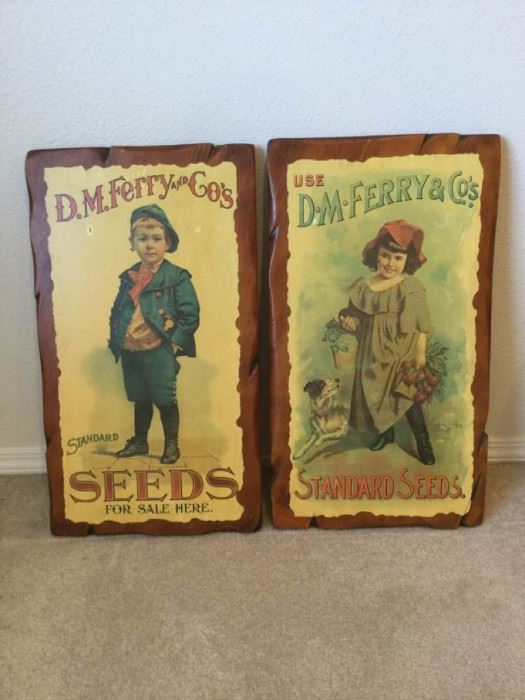 D.M. Ferry AND Co's
STANDARD
SEEDS
FOR SALE HERE.
USE
D.M. FERRY & Co's.
STANDARD SEEDS.